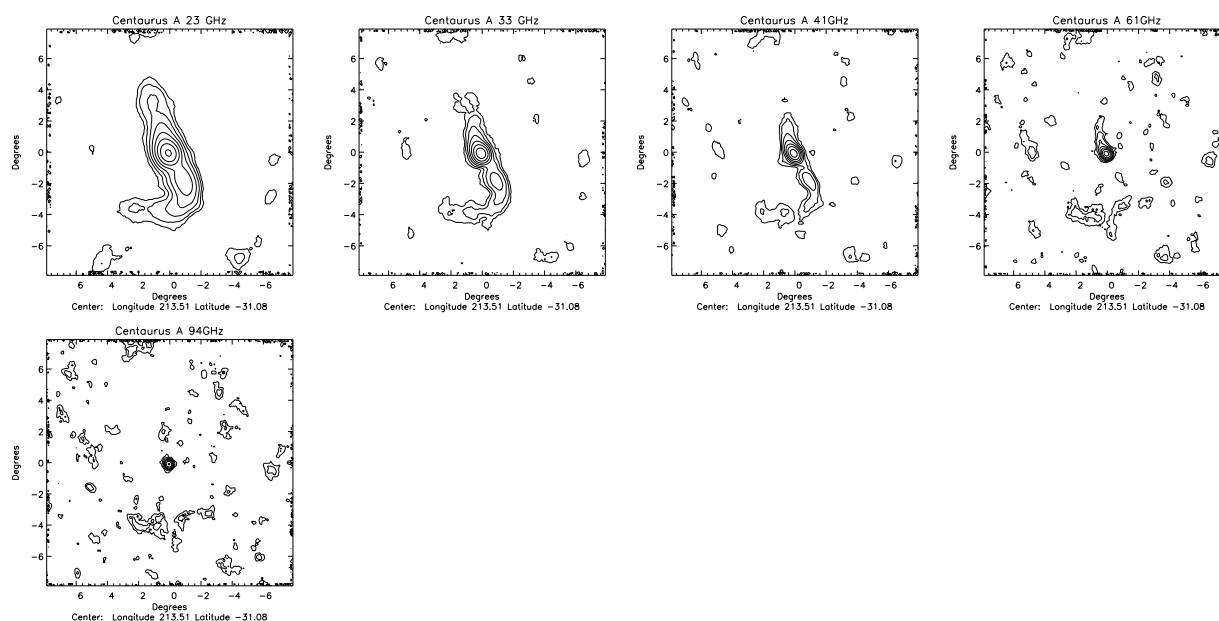 Centaurus A 23 GHz
Degrees
6
4
2
0
-2
-4
-6
6 4 2 0 -2 -4 -6
Degrees
Center: Longitude 213.51 Latitude -31.08
Centaurus A 33 GHz
Degrees
6
4
2
0
-2
-4
-6
6 4 2 0 -2 -4 -6
Degrees
Center: Longitude 213.51 Latitude -31.08
Centaurus A 41GHz
Degrees
6
4
2
0
-2
-4
-6
6 4 2 0 -2 -4 -6
Degrees
Center: Longitude 213.51 Latitude -31.08
Centaurus A 61GHz
Degrees
6
4
2
0
-2
-4
-6
6 4 2 0 -2 -4 -6
Degrees
Center: Longitude 213.51 Latitude -31.08
Centaurus A 94GHz
Degrees
6
4
2
0
-2
-4
-6
6 4 2 0 -2 -4 -6
Degrees
Center: Longitude 213.51 Latitude -31.08